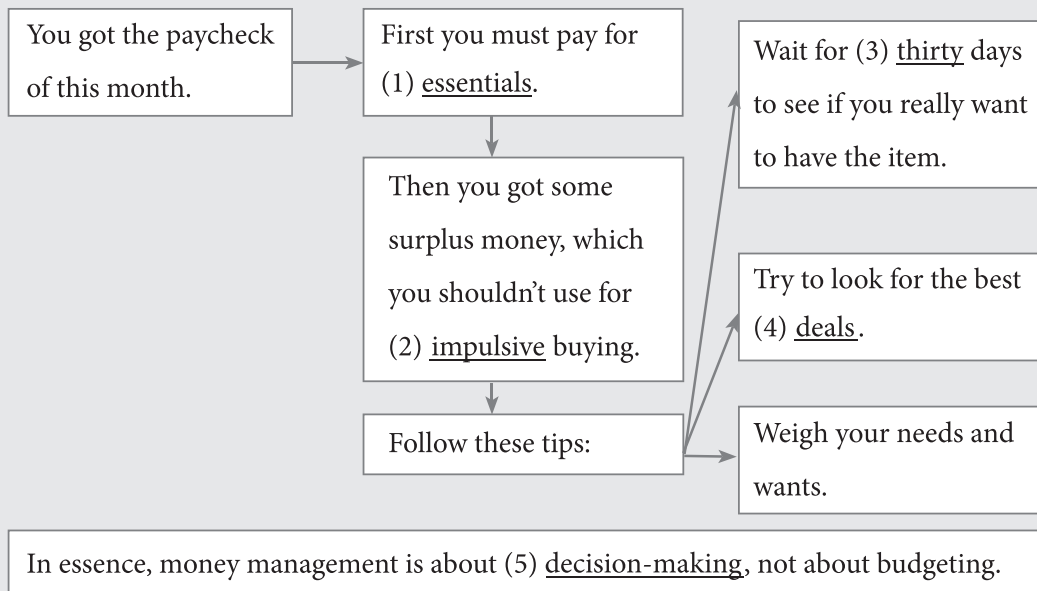 You got the paycheck
of this month.
First you must pay for
(1) essentials.
Then you got some
surplus money, which
you shouldn’t use for
(2) impulsive buying.
Follow these tips:
Wait for (3) thirty days
to see if you really want
to have the item.
Try to look for the best
(4) deals.
Weigh your needs and
wants.
In essence, money management is about (5) decision-making, not about budgeting.